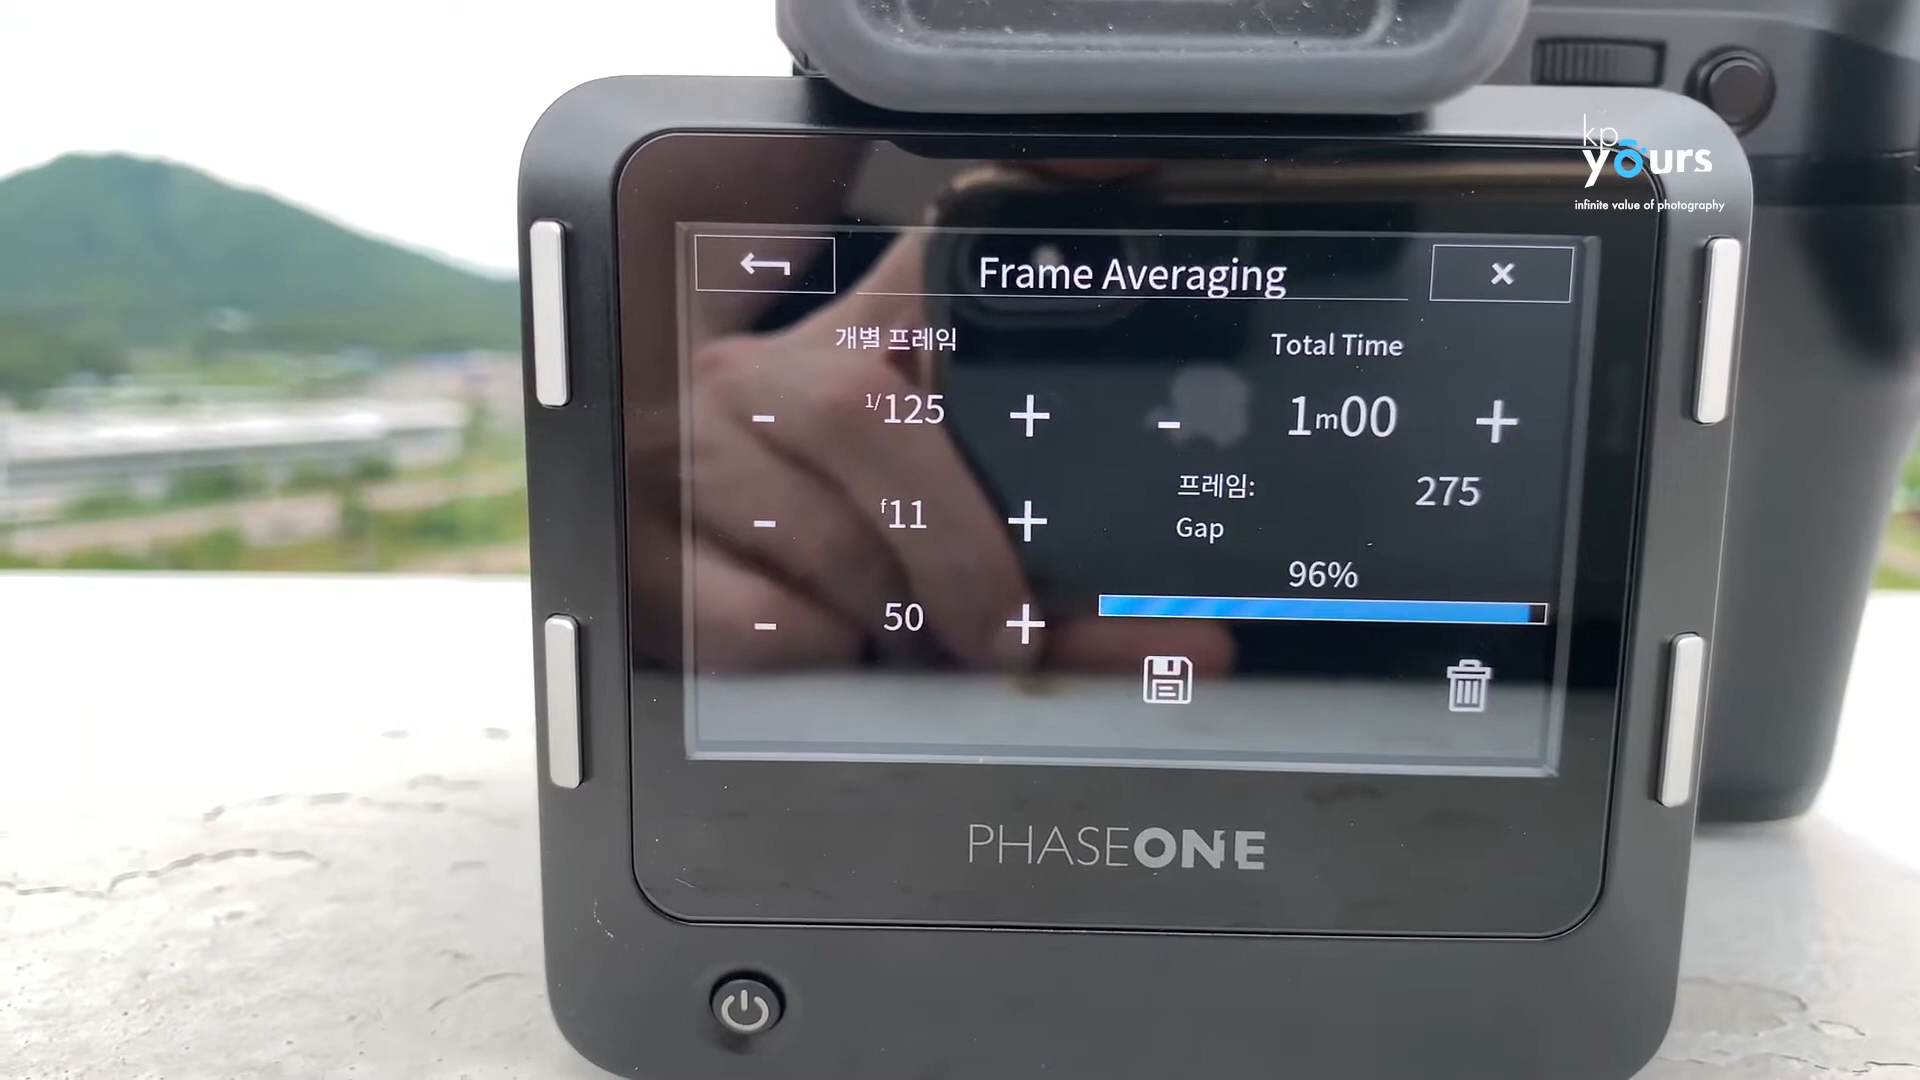 kp
yours
infinite value of photography
Frame Averaging
개별 프레임
Total Time
- 1/125 +
- 1m00 +
프레임: 275
- f11 +
Gap
96%
- 50 +
PHASEONE